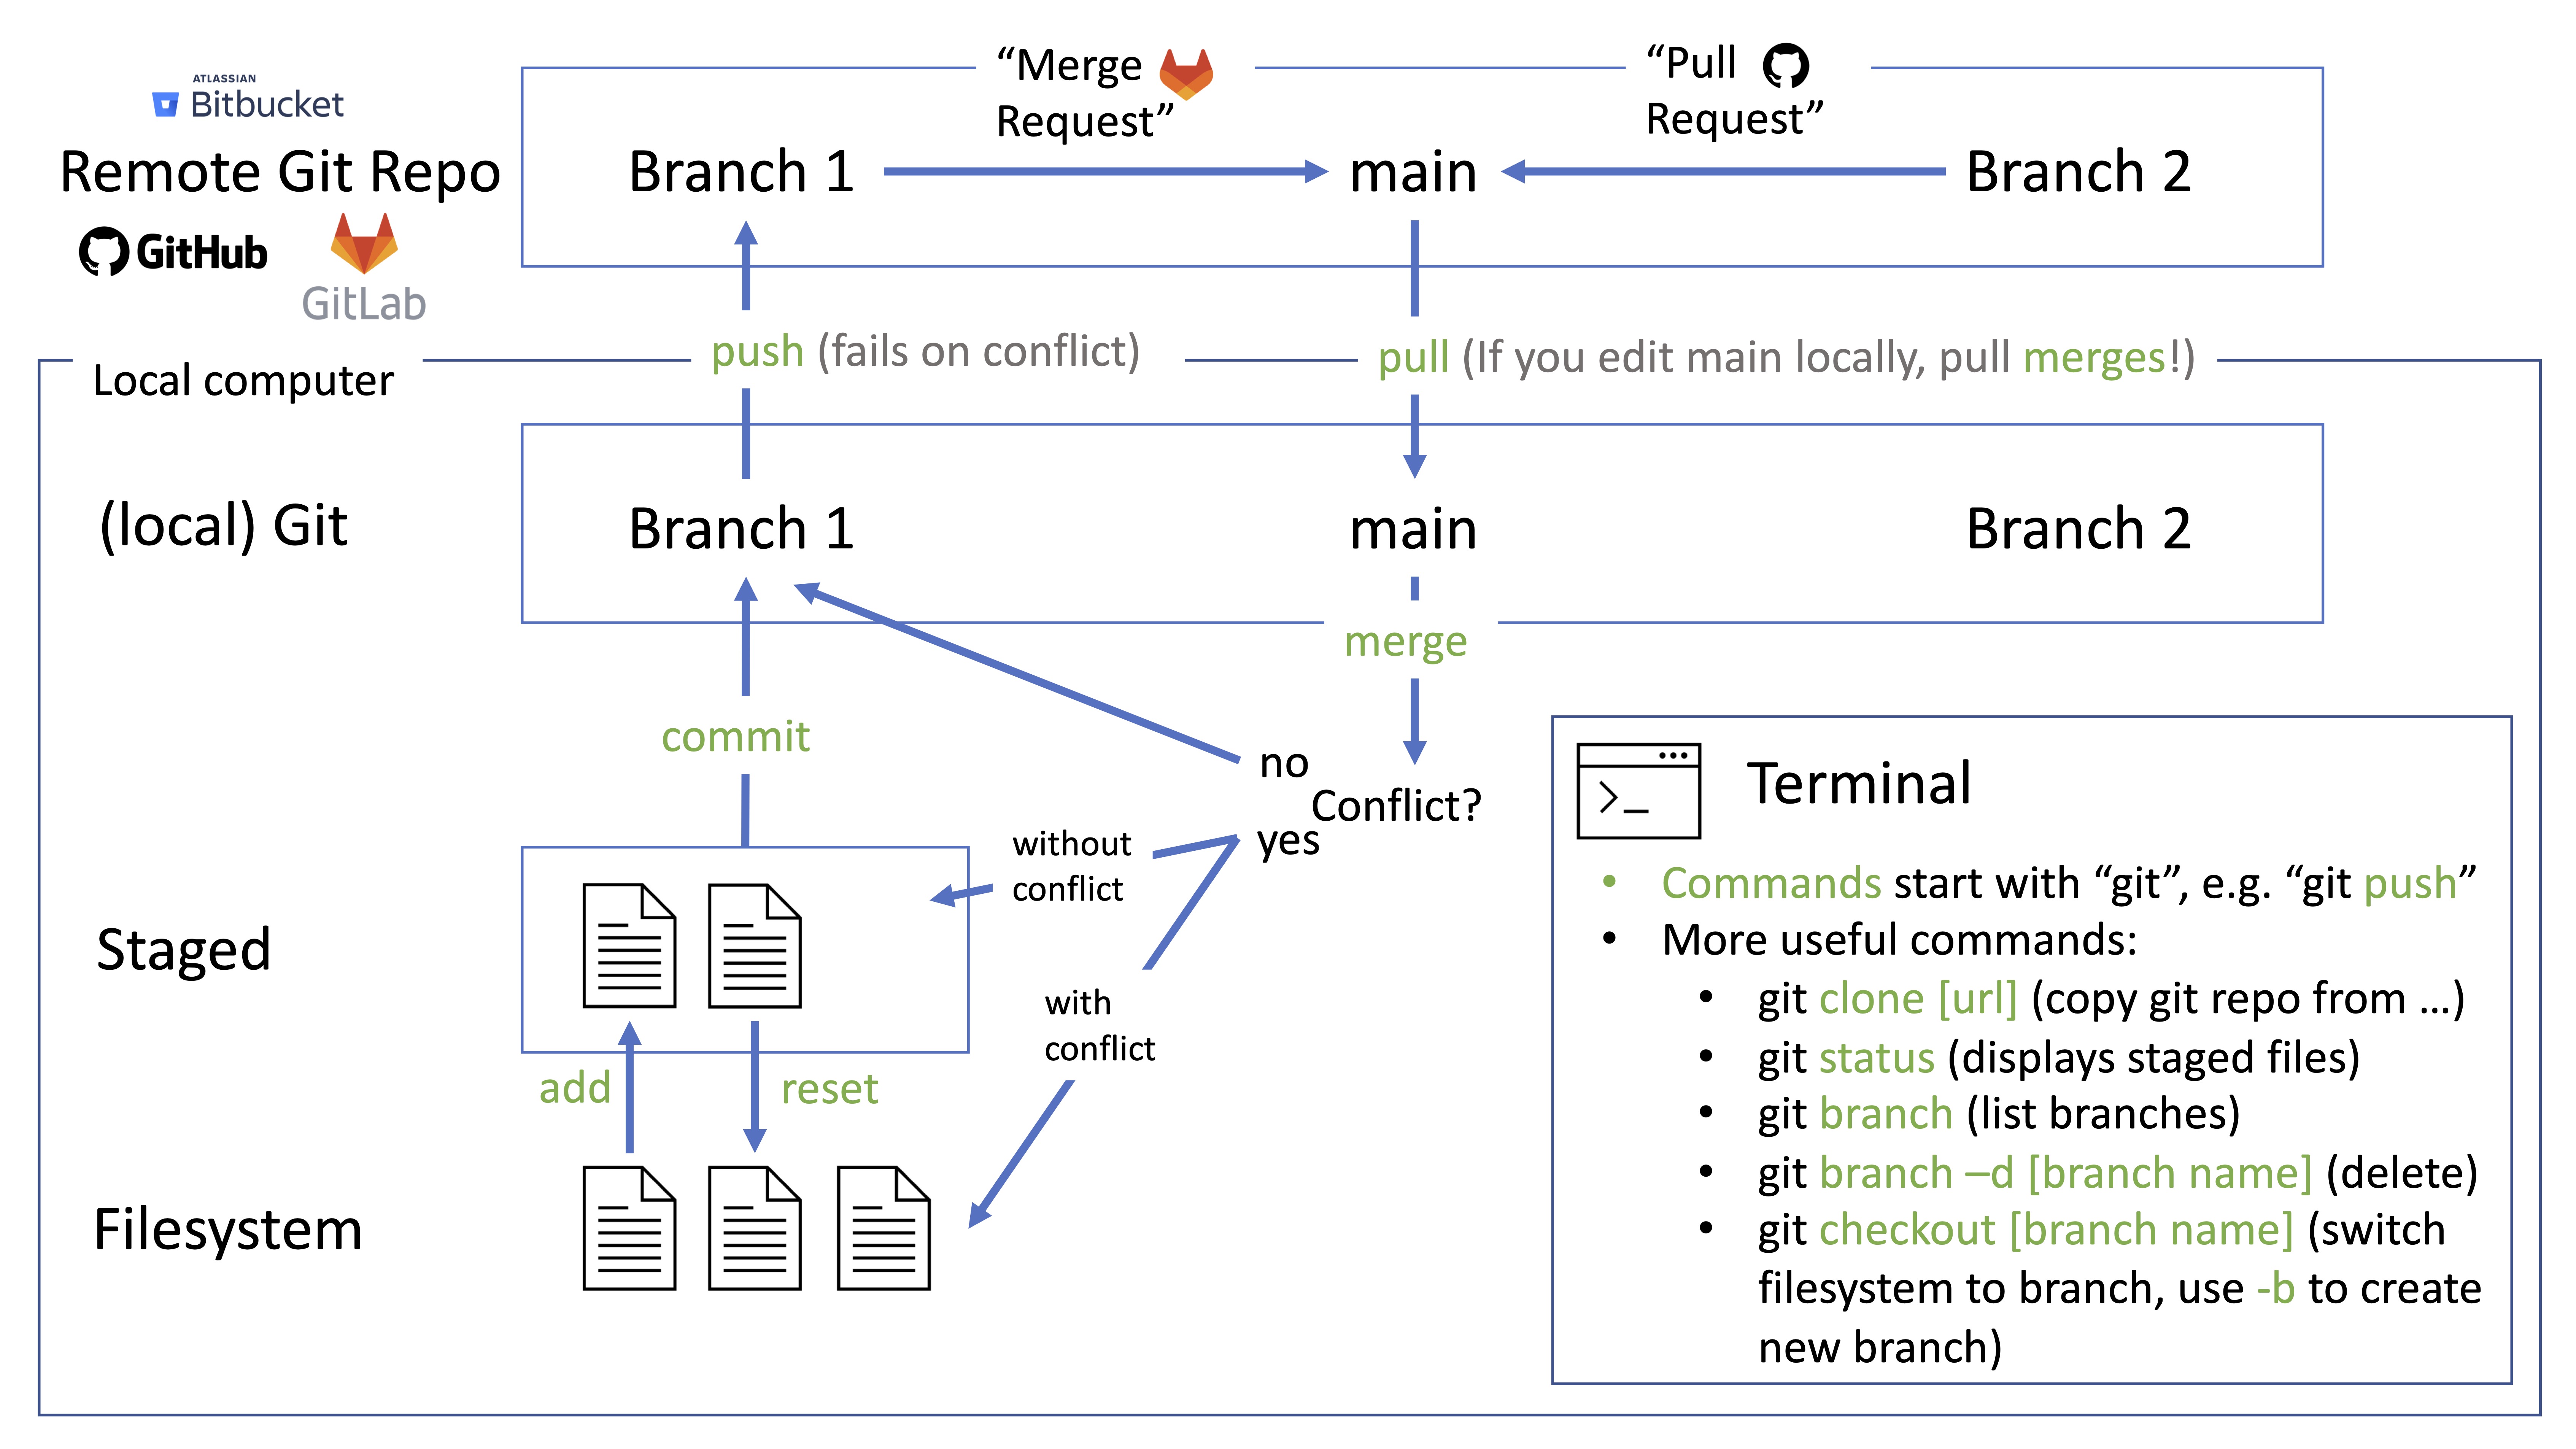 ATLASSIAN
Bitbucket
Remote Git Repo
GitHub
GitLab
“Merge
Request”
“Pull
Request”
Branch 1
main
Branch 2
push (fails on conflict)
pull (If you edit main locally, pull merges!)
Local computer
(local) Git
Branch 1
main
Branch 2
merge
commit
no
Conflict?
yes
without
conflict
with
conflict
Staged
add
reset
Filesystem
>_
Terminal
• Commands start with “git”, e.g. “git push”
• More useful commands:
• git clone [url] (copy git repo from …)
• git status (displays staged files)
• git branch (list branches)
• git branch –d [branch name] (delete)
• git checkout [branch name] (switch
filesystem to branch, use -b to create
new branch)